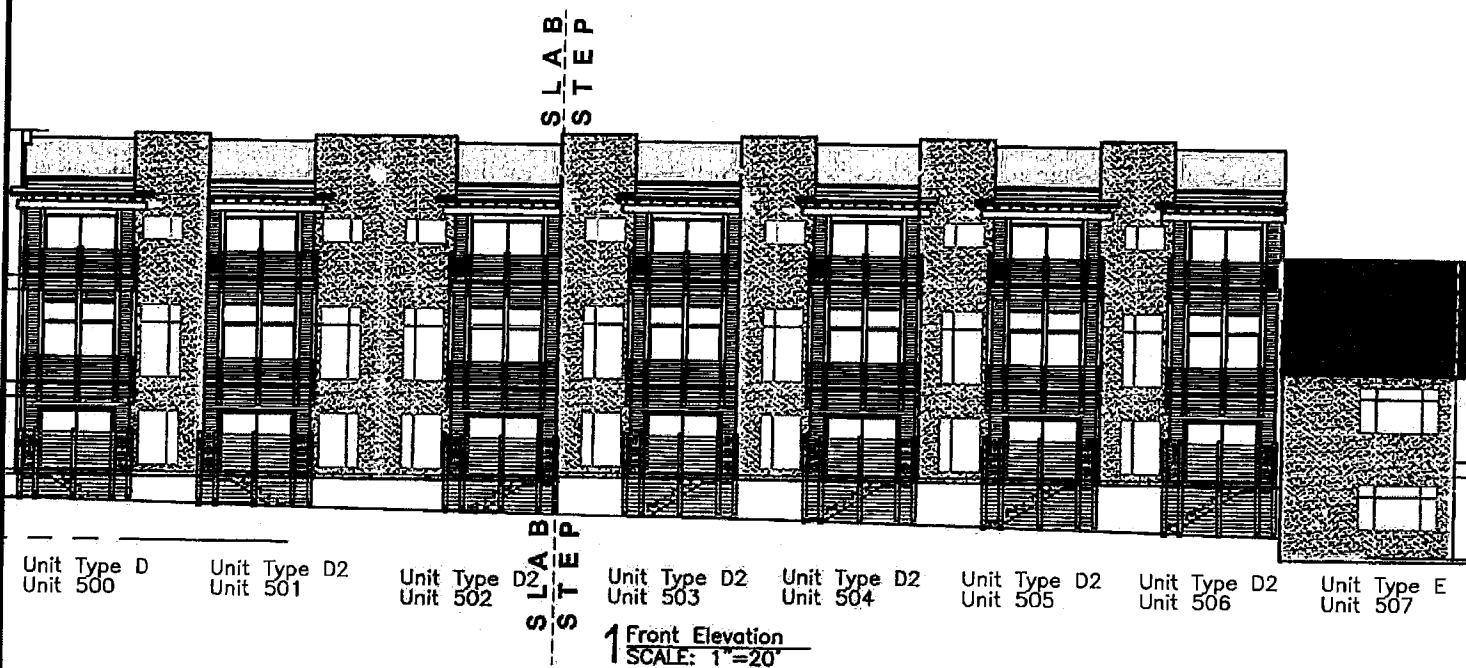 SLAB
STEP
Unit Type D
Unit 500
Unit Type D2
Unit 501
Unit Type D2
Unit 502
SLAB
STEP
Unit Type D2
Unit 503
Unit Type D2
Unit 504
Unit Type D2
Unit 505
Unit Type D2
Unit 506
Unit Type E
Unit 507
1 Front Elevation
SCALE: 1"=20'